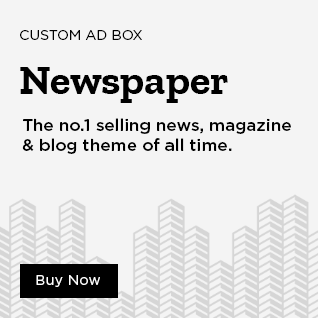 CUSTOM AD BOX
Newspaper
The no.1 selling news, magazine
& blog theme of all time.
Buy Now